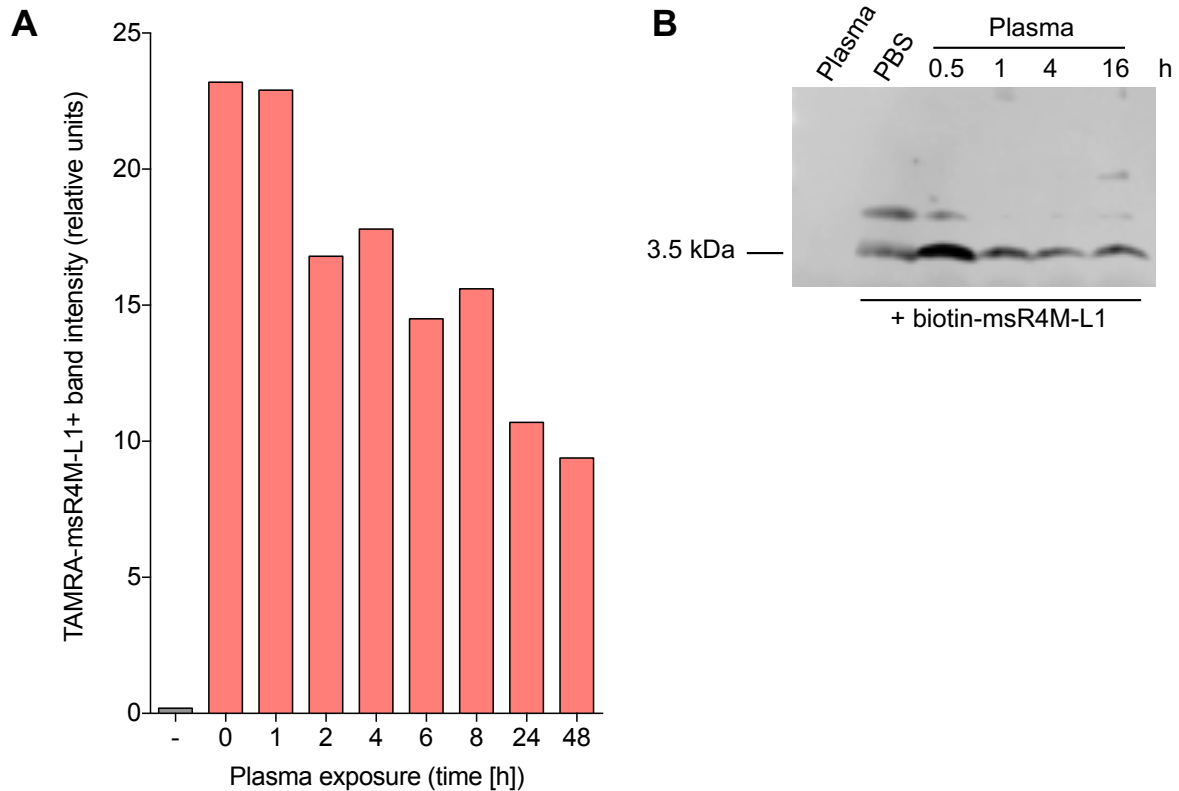 A
TAMRA-msR4M-L1+ band intensity (relative units)
25
20
15
10
5
0
- 0 1 2 4 6 8 24 48
Plasma exposure (time [h])
B
Plasma PBS Plasma
0.5 1 4 16 h
3.5 kDa
+ biotin-msR4M-L1